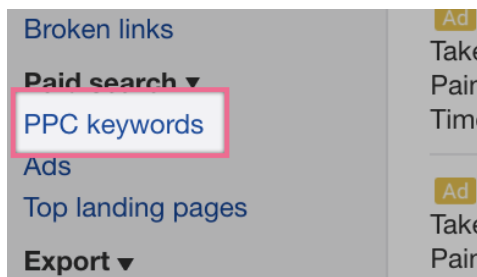 Broken links
Paid search ▼
PPC keywords
Ads
Top landing pages
Export ▼
Ad
Take
Pain
Time
Ad
Take
Pain